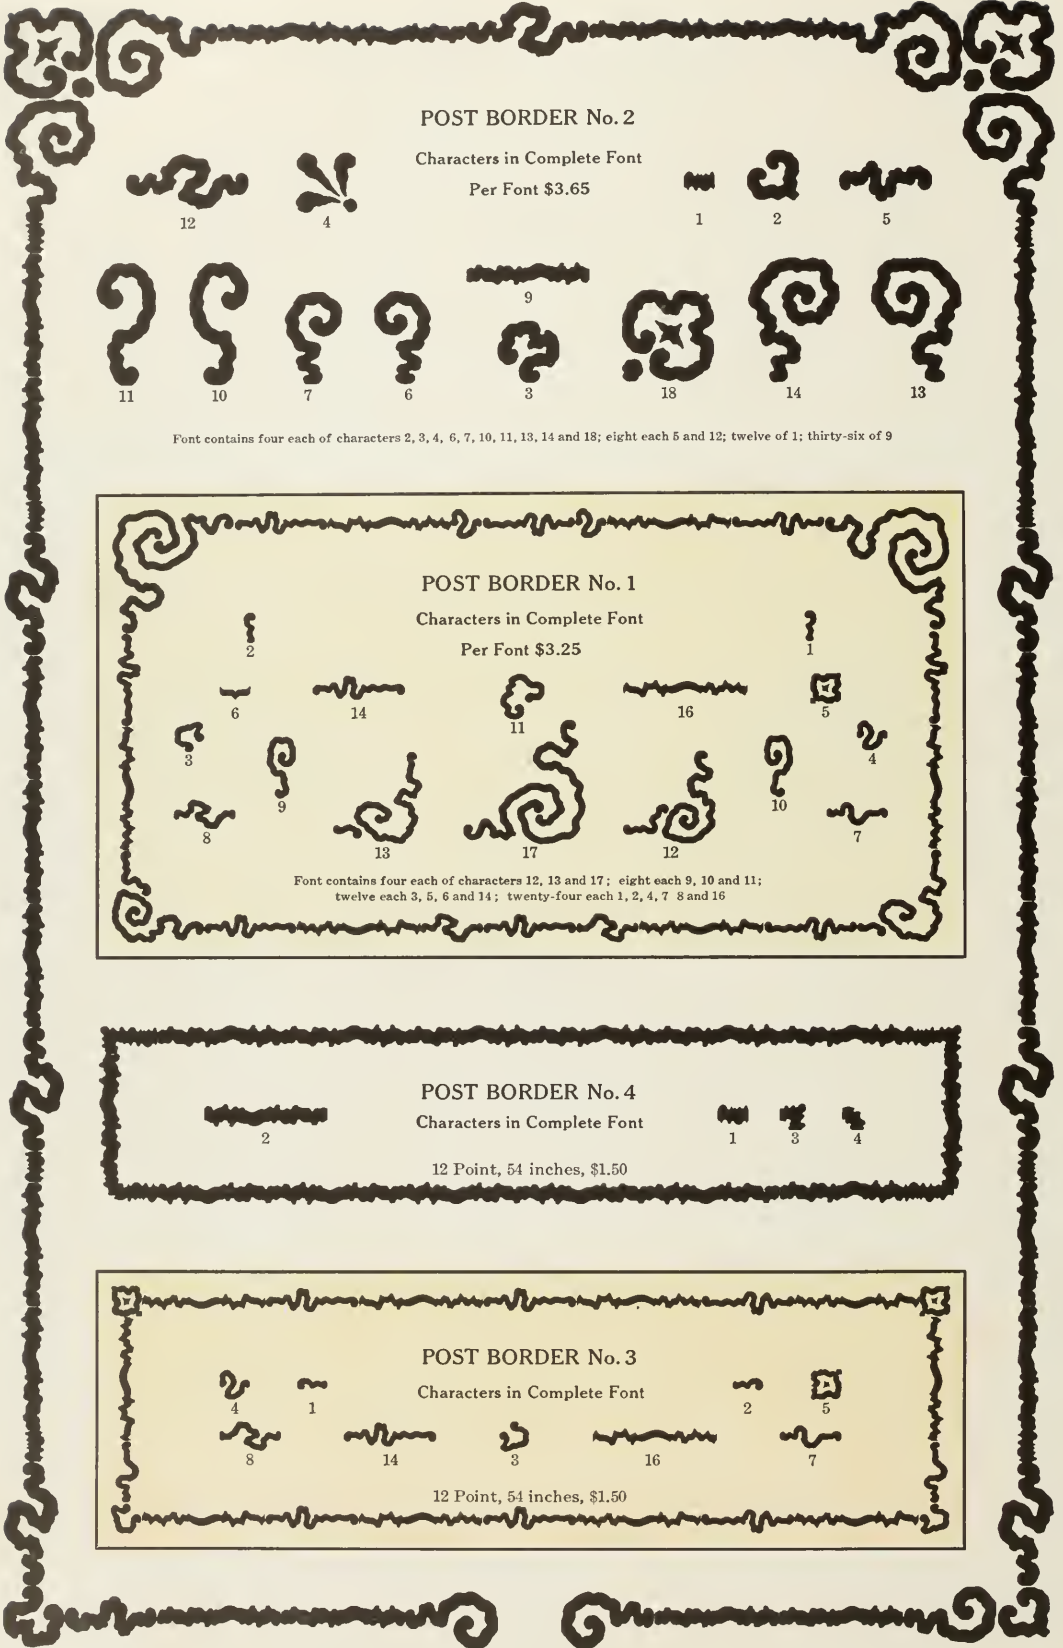 POST BORDER No. 2
Characters in Complete Font
Per Font $3.65
12 4 1 2 5
9
11 10 7 6 3 18 14 13
Font contains four each of characters 2, 3, 4, 6, 7, 10, 11, 13, 14 and 18; eight each 5 and 12; twelve of 1; thirty-six of 9
POST BORDER No. 1
Characters in Complete Font
2 Per Font $3.25 1
6 14 11 16 5
3 4
9 10
8 7
13 17 12
Font contains four each of characters 12, 13 and 17; eight each 9, 10 and 11;
twelve each 3, 5, 6 and 14; twenty-four each 1, 2, 4, 7 8 and 16
POST BORDER No. 4
Characters in Complete Font
2 1 3 4
12 Point, 54 inches, $1.50
POST BORDER No. 3
Characters in Complete Font
4 1 2 5
8 14 3 16 7
12 Point, 54 inches, $1.50